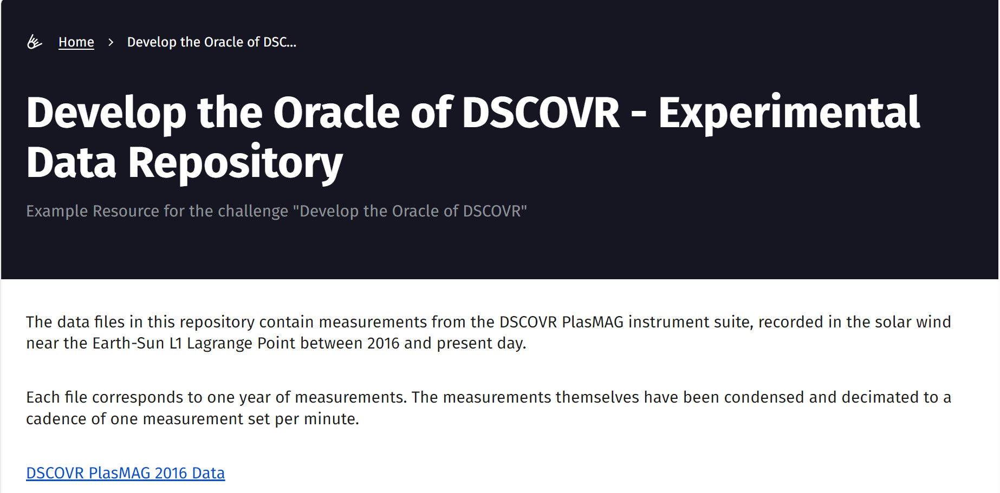 Home > Develop the Oracle of DSC...
Develop the Oracle of DSCOVR - Experimental
Data Repository
Example Resource for the challenge "Develop the Oracle of DSCOVR"
The data files in this repository contain measurements from the DSCOVR PlasMAG instrument suite, recorded in the solar wind
near the Earth-Sun L1 Lagrange Point between 2016 and present day.
Each file corresponds to one year of measurements. The measurements themselves have been condensed and decimated to a
cadence of one measurement set per minute.
DSCOVR PlasMAG 2016 Data